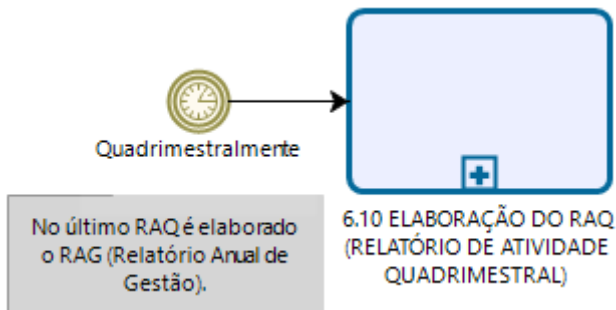 Quadrimestralmente
No último RAQ é elaborado
o RAG (Relatório Anual de
Gestão).
6.10 ELABORAÇÃO DO RAQ
(RELATÓRIO DE ATIVIDADE
QUADRIMESTRAL)